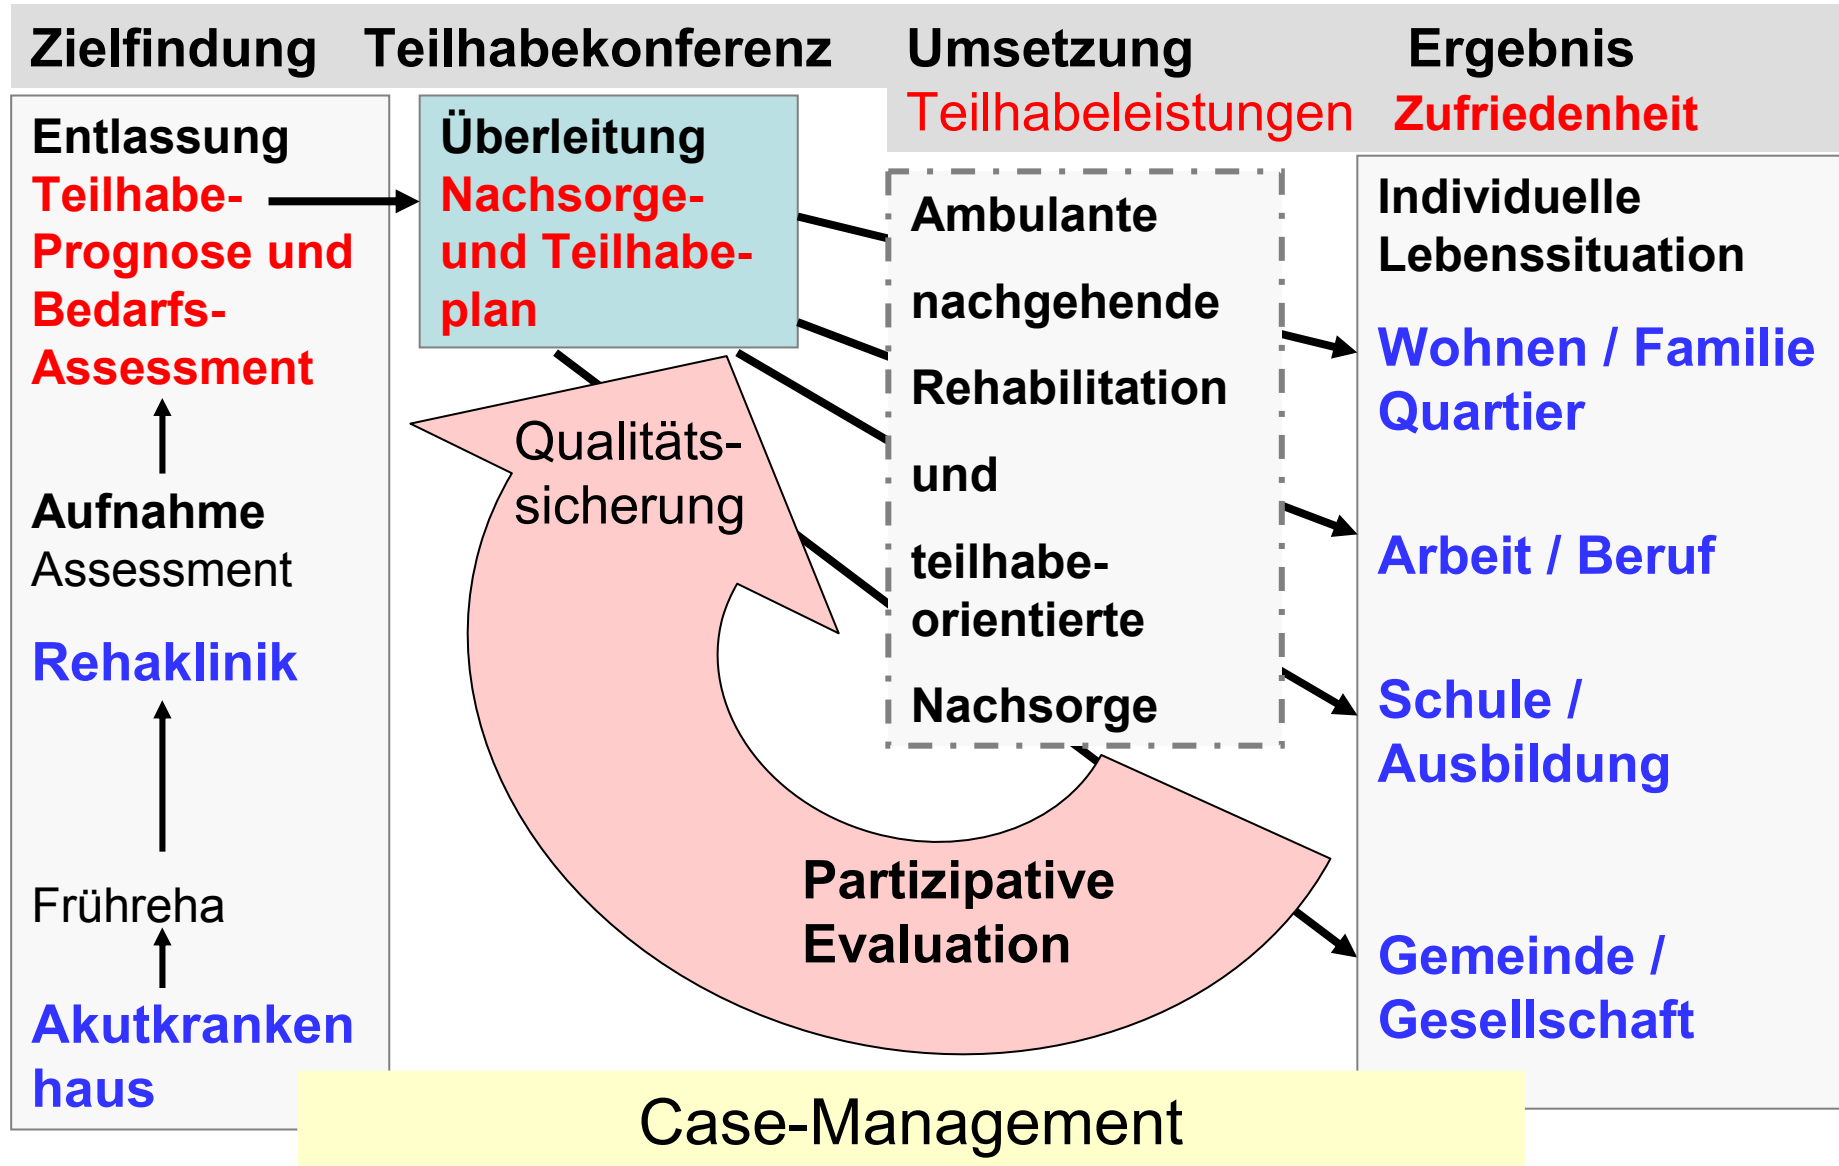 Zielfindung Teilhabekonferenz Umsetzung Ergebnis
Teilhabeleistungen Zufriedenheit
Entlassung
Teilhabe-
Prognose und
Bedarfs-
Assessment
Aufnahme
Assessment
Rehaklinik
Frühreha
Akutkranken
haus
Überleitung
Nachsorge-
und Teilhabe-
plan
Qualitäts-
sicherung
Partizipative
Evaluation
Ambulante
nachgehende
Rehabilitation
und
teilhabe-
orientierte
Nachsorge
Individuelle
Lebenssituation
Wohnen / Familie
Quartier
Arbeit / Beruf
Schule /
Ausbildung
Gemeinde /
Gesellschaft
Case-Management